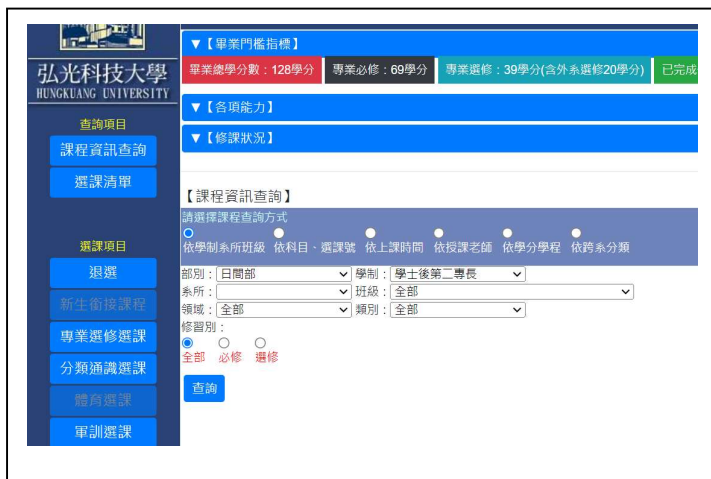 弘光科技大學
HUNGKUANG UNIVERSITY
查詢項目
課程資訊查詢
選課清單
選課項目
退選
新生銜接課程
專業選修選課
分類通識選課
體育選課
軍訓選課
▼【畢業門檻指標】
畢業總學分數：128學分 專業必修：69學分 專業選修：39學分(含外系選修20學分) 已完成
▼【各項能力】
▼【修課狀況】
【課程資訊查詢】
請選擇課程查詢方式
依學制系所班級 依科目、選課號 依上課時間 依授課老師 依學分學程 依跨系分類
部別：日間部 學制：學士後第二專長
系所： 班級：全部
領域：全部 類別：全部
修習別：
全部 必修 選修
查詢